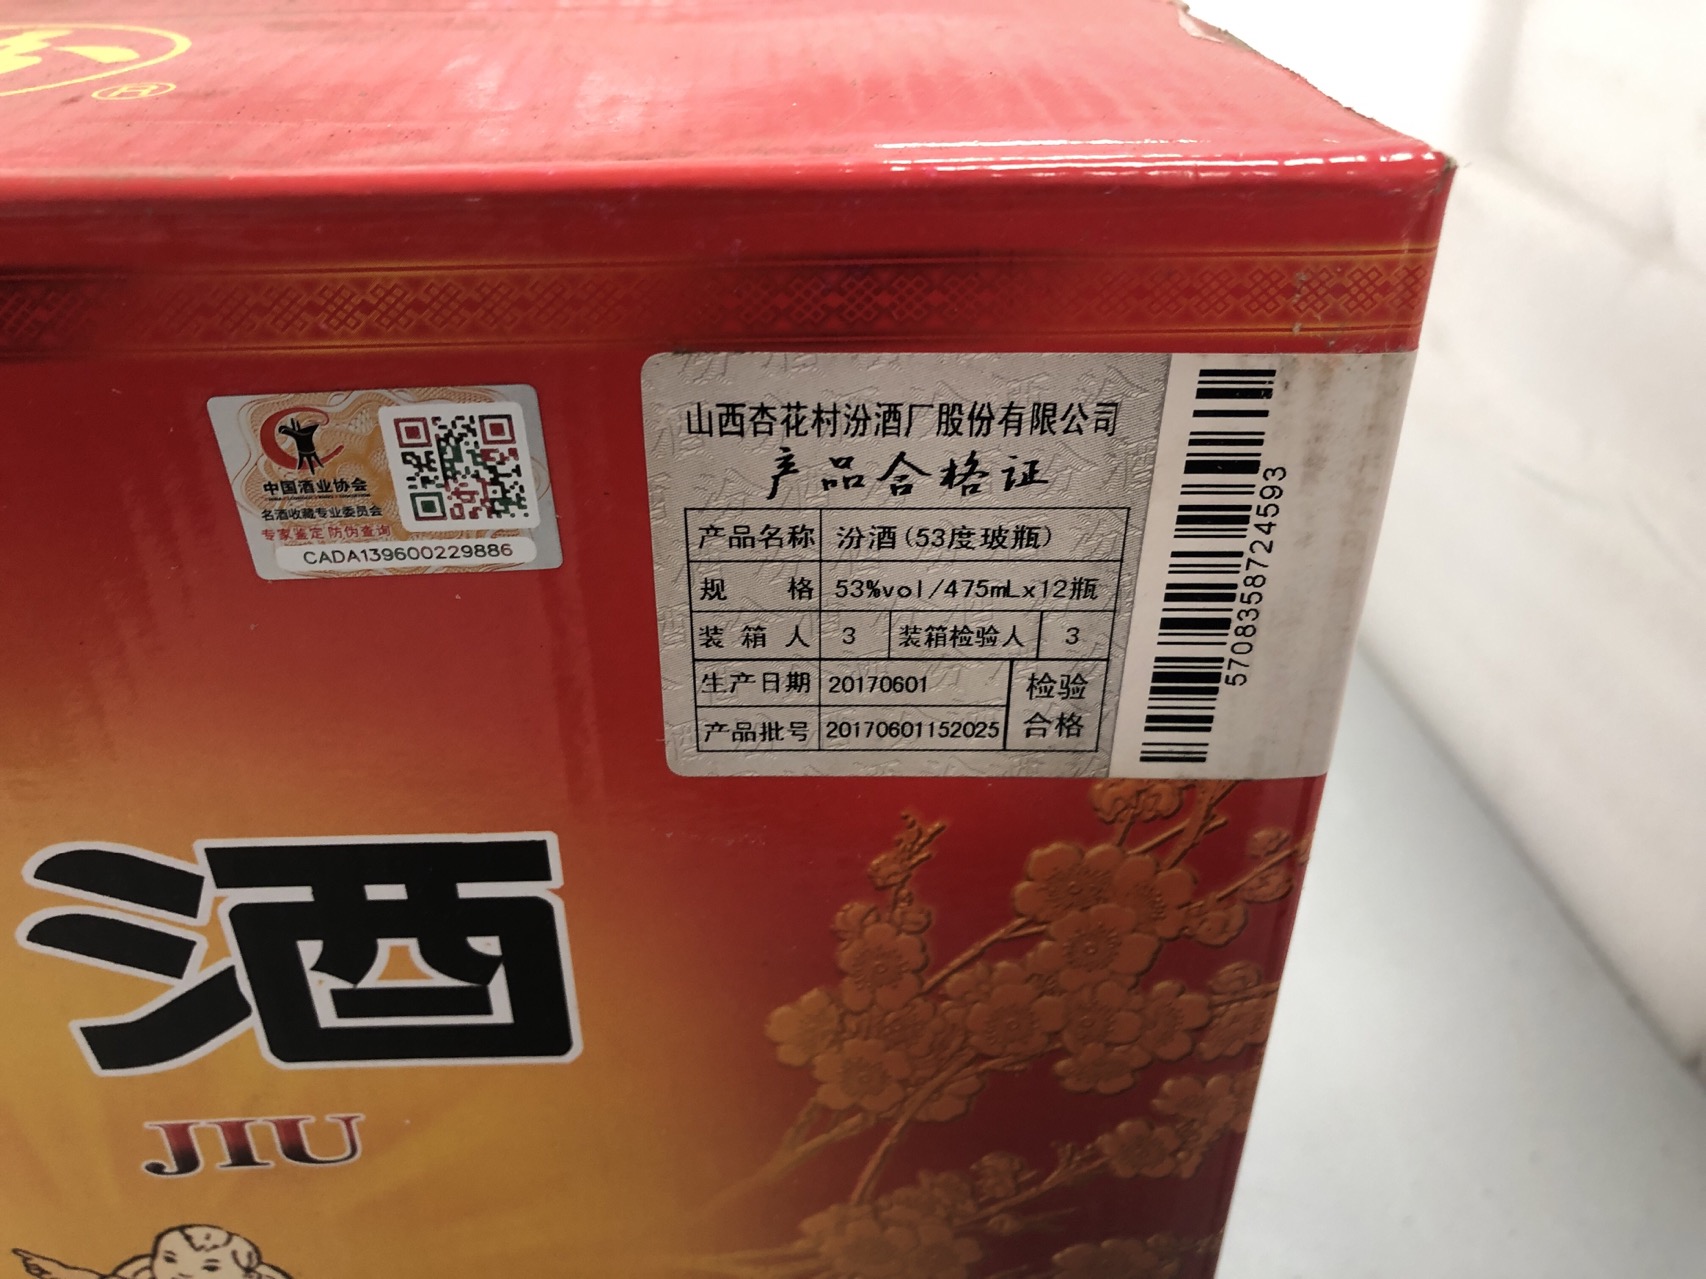 ®
中国酒业协会
名酒收藏专业委员会
专家鉴定 防伪查询
CADA139600229886
山西杏花村汾酒厂股份有限公司
产品合格证
产品名称 汾酒(53度玻瓶)
规 格 53%vol/475mLx12瓶
装 箱 人 3 装箱检验人 3
生产日期 20170601 检验
产品批号 20170601152025 合格
5708358724593
酒
JIU